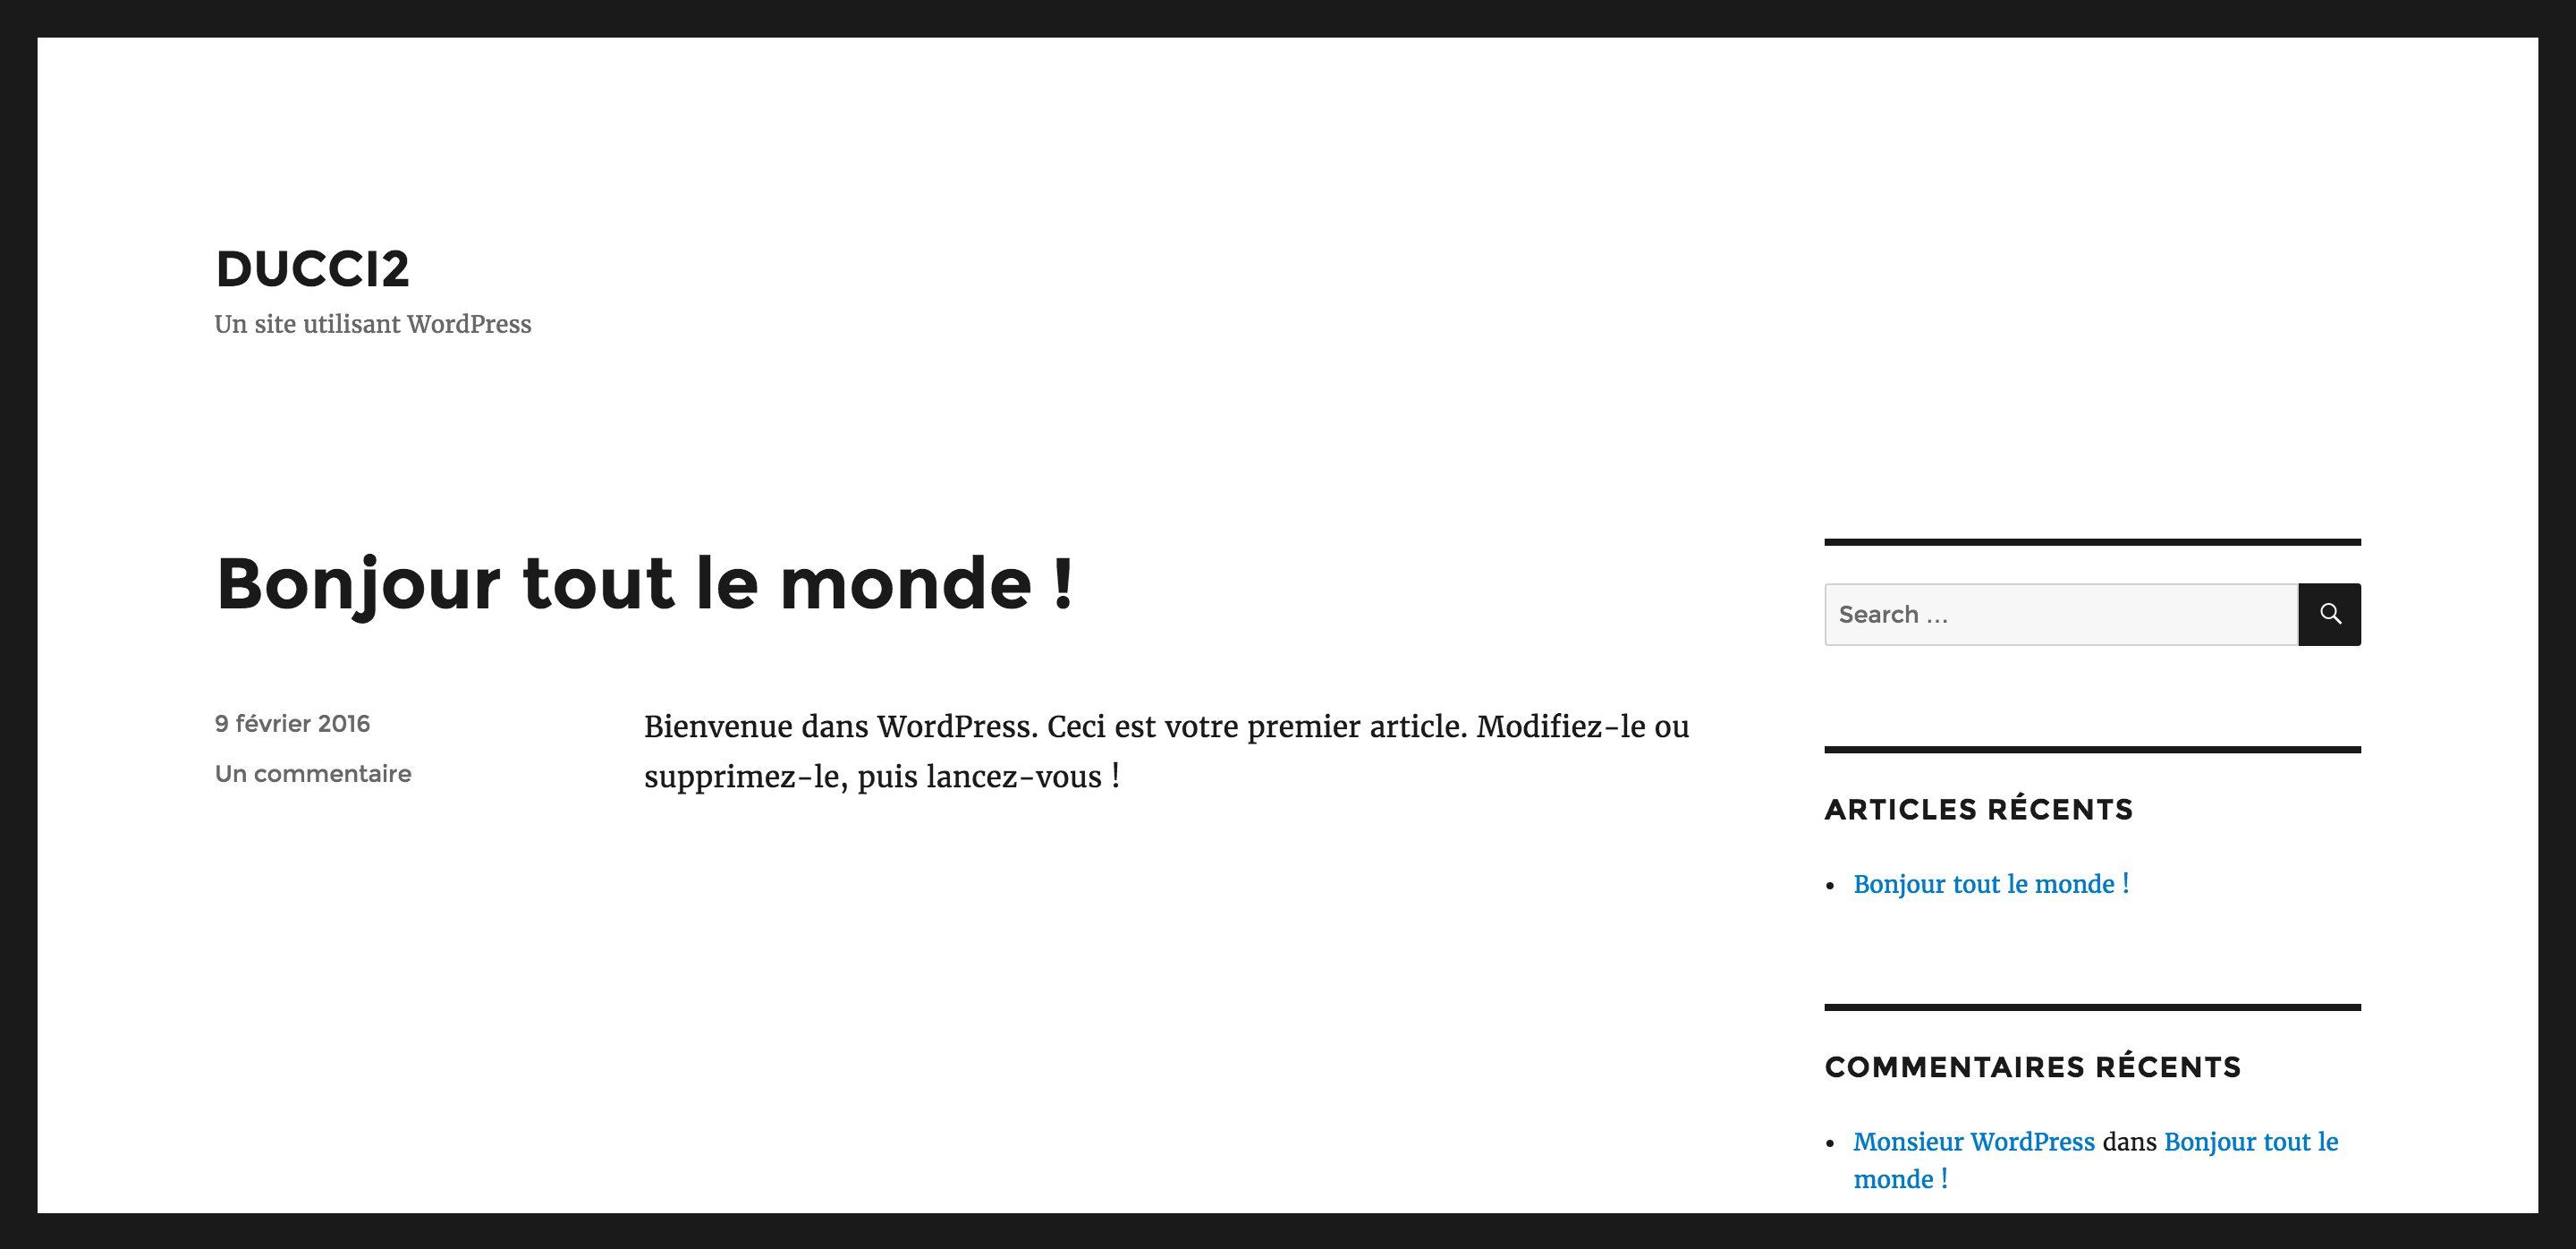 DUCCI2
Un site utilisant WordPress
Bonjour tout le monde !
9 février 2016
Un commentaire
Bienvenue dans WordPress. Ceci est votre premier article. Modifiez-le ou
supprimez-le, puis lancez-vous !
Search …
ARTICLES RÉCENTS
• Bonjour tout le monde !
COMMENTAIRES RÉCENTS
• Monsieur WordPress dans Bonjour tout le
monde !